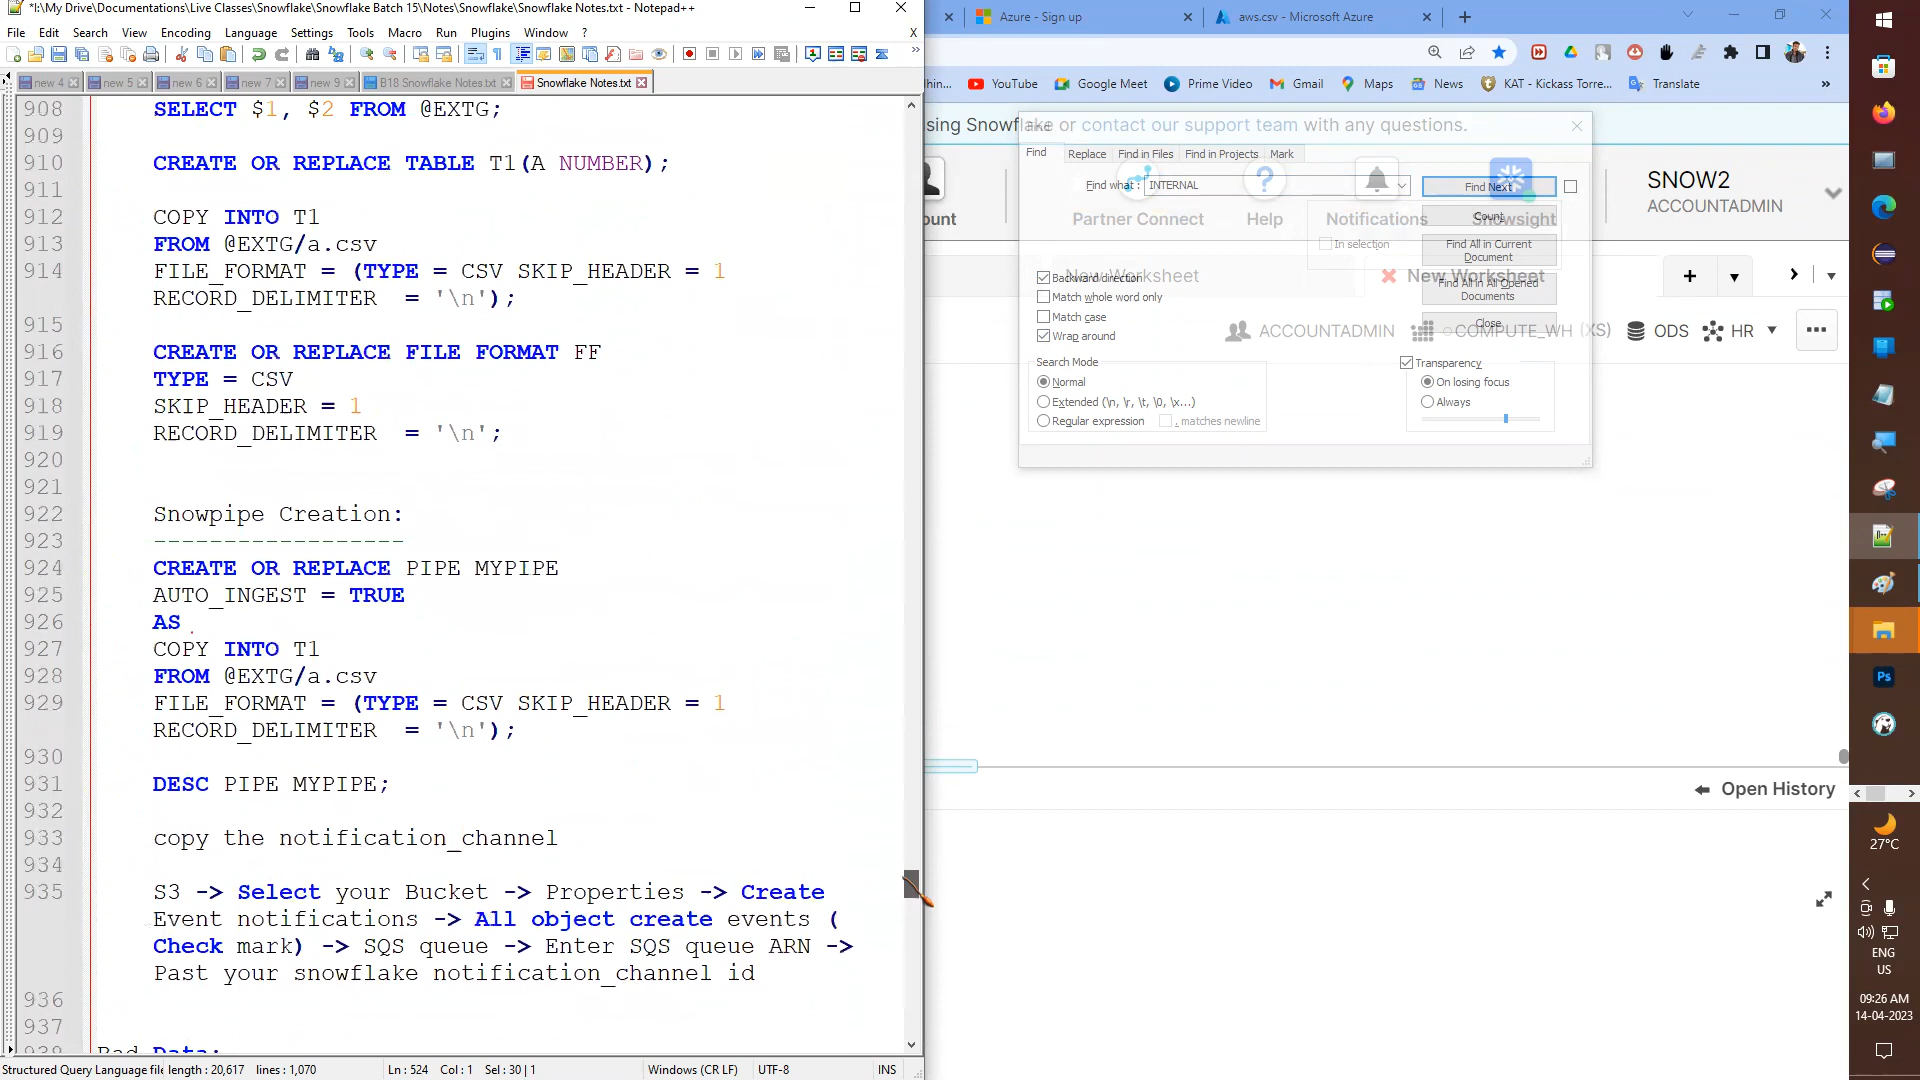 *I:\My Drive\Documentations\Live Classes\Snowflake\Snowflake Batch 15\Notes\Snowflake\Snowflake Notes.txt - Notepad++
File Edit Search View Encoding Language Settings Tools Macro Run Plugins Window ? X
new 4 new 5 new 6 new 7 new 9 B18 Snowflake Notes.txt Snowflake Notes.txt
908 SELECT $1, $2 FROM @EXTG;
909
910 CREATE OR REPLACE TABLE T1(A NUMBER);
911
912 COPY INTO T1
913 FROM @EXTG/a.csv
914 FILE_FORMAT = (TYPE = CSV SKIP_HEADER = 1
RECORD_DELIMITER = '\n');
915
916 CREATE OR REPLACE FILE FORMAT FF
917 TYPE = CSV
918 SKIP_HEADER = 1
919 RECORD_DELIMITER = '\n';
920
921
922 Snowpipe Creation:
923 ------------------
924 CREATE OR REPLACE PIPE MYPIPE
925 AUTO_INGEST = TRUE
926 AS
927 COPY INTO T1
928 FROM @EXTG/a.csv
929 FILE_FORMAT = (TYPE = CSV SKIP_HEADER = 1
RECORD_DELIMITER = '\n');
930
931 DESC PIPE MYPIPE;
932
933 copy the notification_channel
934
935 S3 -> Select your Bucket -> Properties -> Create
Event notifications -> All object create events (
Check mark) -> SQS queue -> Enter SQS queue ARN ->
Past your snowflake notification_channel id
936
937
938 Bad Data:
Structured Query Language file length : 20,617 lines : 1,070 Ln : 524 Col : 1 Sel : 30 | 1 Windows (CR LF) UTF-8 INS
Azure - Sign up aws.csv - Microsoft Azure
YouTube Google Meet Prime Video Gmail Maps News KAT - Kickass Torre... Translate »
sing Snowflake or contact our support team with any questions.
Find Replace Find in Files Find in Projects Mark
Find what : INTERNAL Find Next
Count
In selection
Find All in Current
Document
Find All in All Opened
Documents
Close
Backward direction
Match whole word only
Match case
Wrap around
Search Mode
Normal
Extended (\n, \r, \t, \0, \x...)
Regular expression . matches newline
Transparency
On losing focus
Always
ount Partner Connect Help Notifications Snowsight
SNOW2
ACCOUNTADMIN
New Worksheet New Worksheet
ACCOUNTADMIN COMPUTE_WH (XS) ODS HR
Open History
Ps
27°C
ENG
US
09:26 AM
14-04-2023